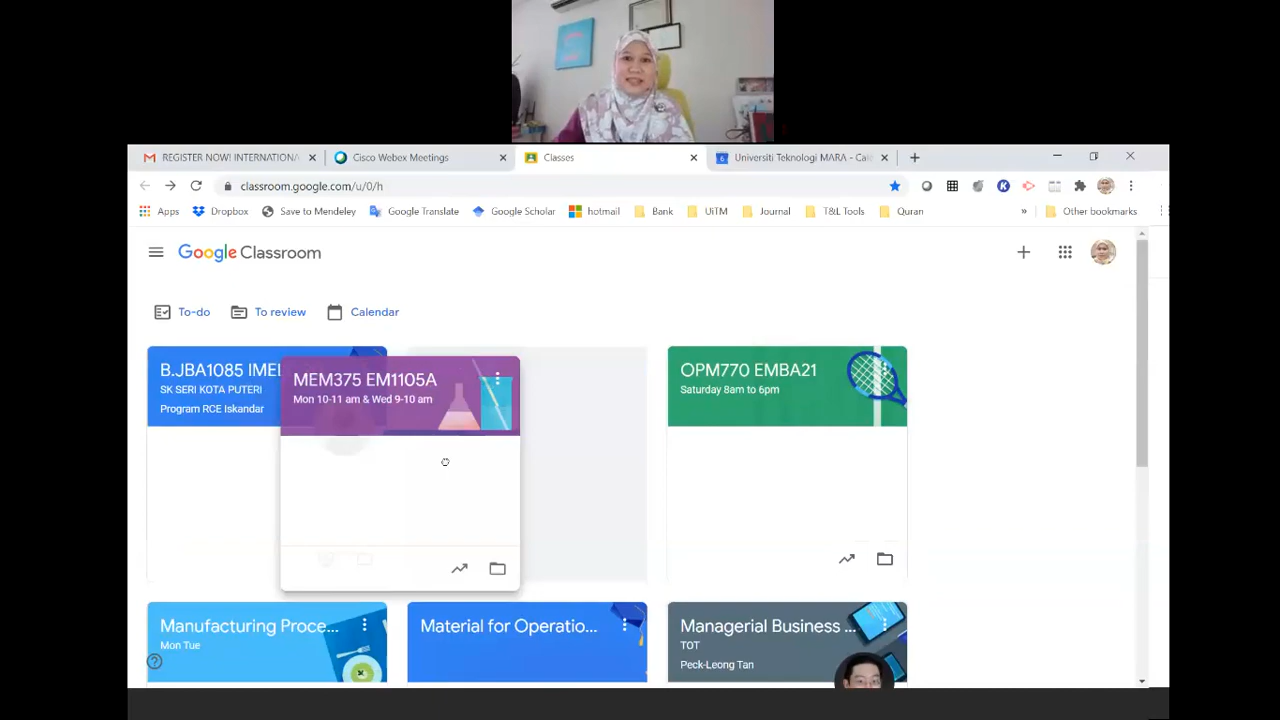 REGISTER NOW! INTERNATIONA
Cisco Webex Meetings
Classes
Universiti Teknologi MARA - Cale
classroom.google.com/u/0/h
Apps
Dropbox
Save to Mendeley
Google Translate
Google Scholar
hotmail
Bank
UiTM
Journal
T&L Tools
Quran
»
Other bookmarks
Google Classroom
To-do
To review
Calendar
B.JBA1085 IMEI
SK SERI KOTA PUTERI
Program RCE Iskandar
MEM375 EM1105A
Mon 10-11 am & Wed 9-10 am
OPM770 EMBA21
Saturday 8am to 6pm
Manufacturing Proce...
Mon Tue
Material for Operatio...
Managerial Business ...
TOT
Peck-Leong Tan